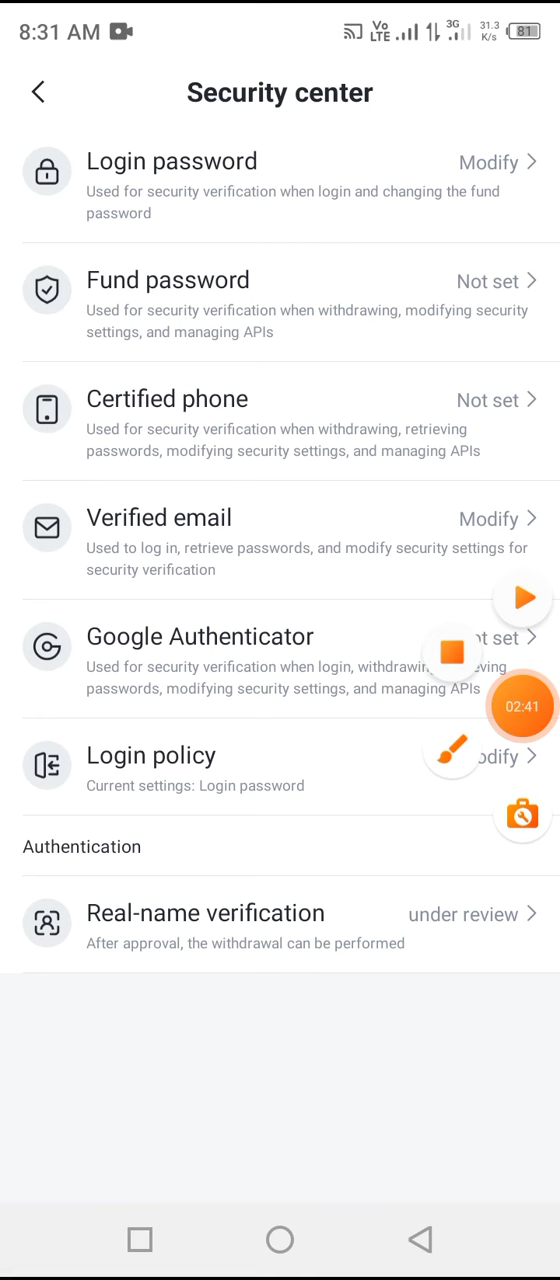 8:31 AM
Vo
LTE
3G
31.3
K/s
81
Security center
Login password
Modify
Used for security verification when login and changing the fund
password
Fund password
Not set
Used for security verification when withdrawing, modifying security
settings, and managing APIs
Certified phone
Not set
Used for security verification when withdrawing, retrieving
passwords, modifying security settings, and managing APIs
Verified email
Modify
Used to log in, retrieve passwords, and modify security settings for
security verification
Google Authenticator
set
Used for security verification when login,
passwords, modifying security settings, and managing APIs
02:41
Login policy
Current settings: Login password
Authentication
Real-name verification
under review
After approval, the withdrawal can be performed